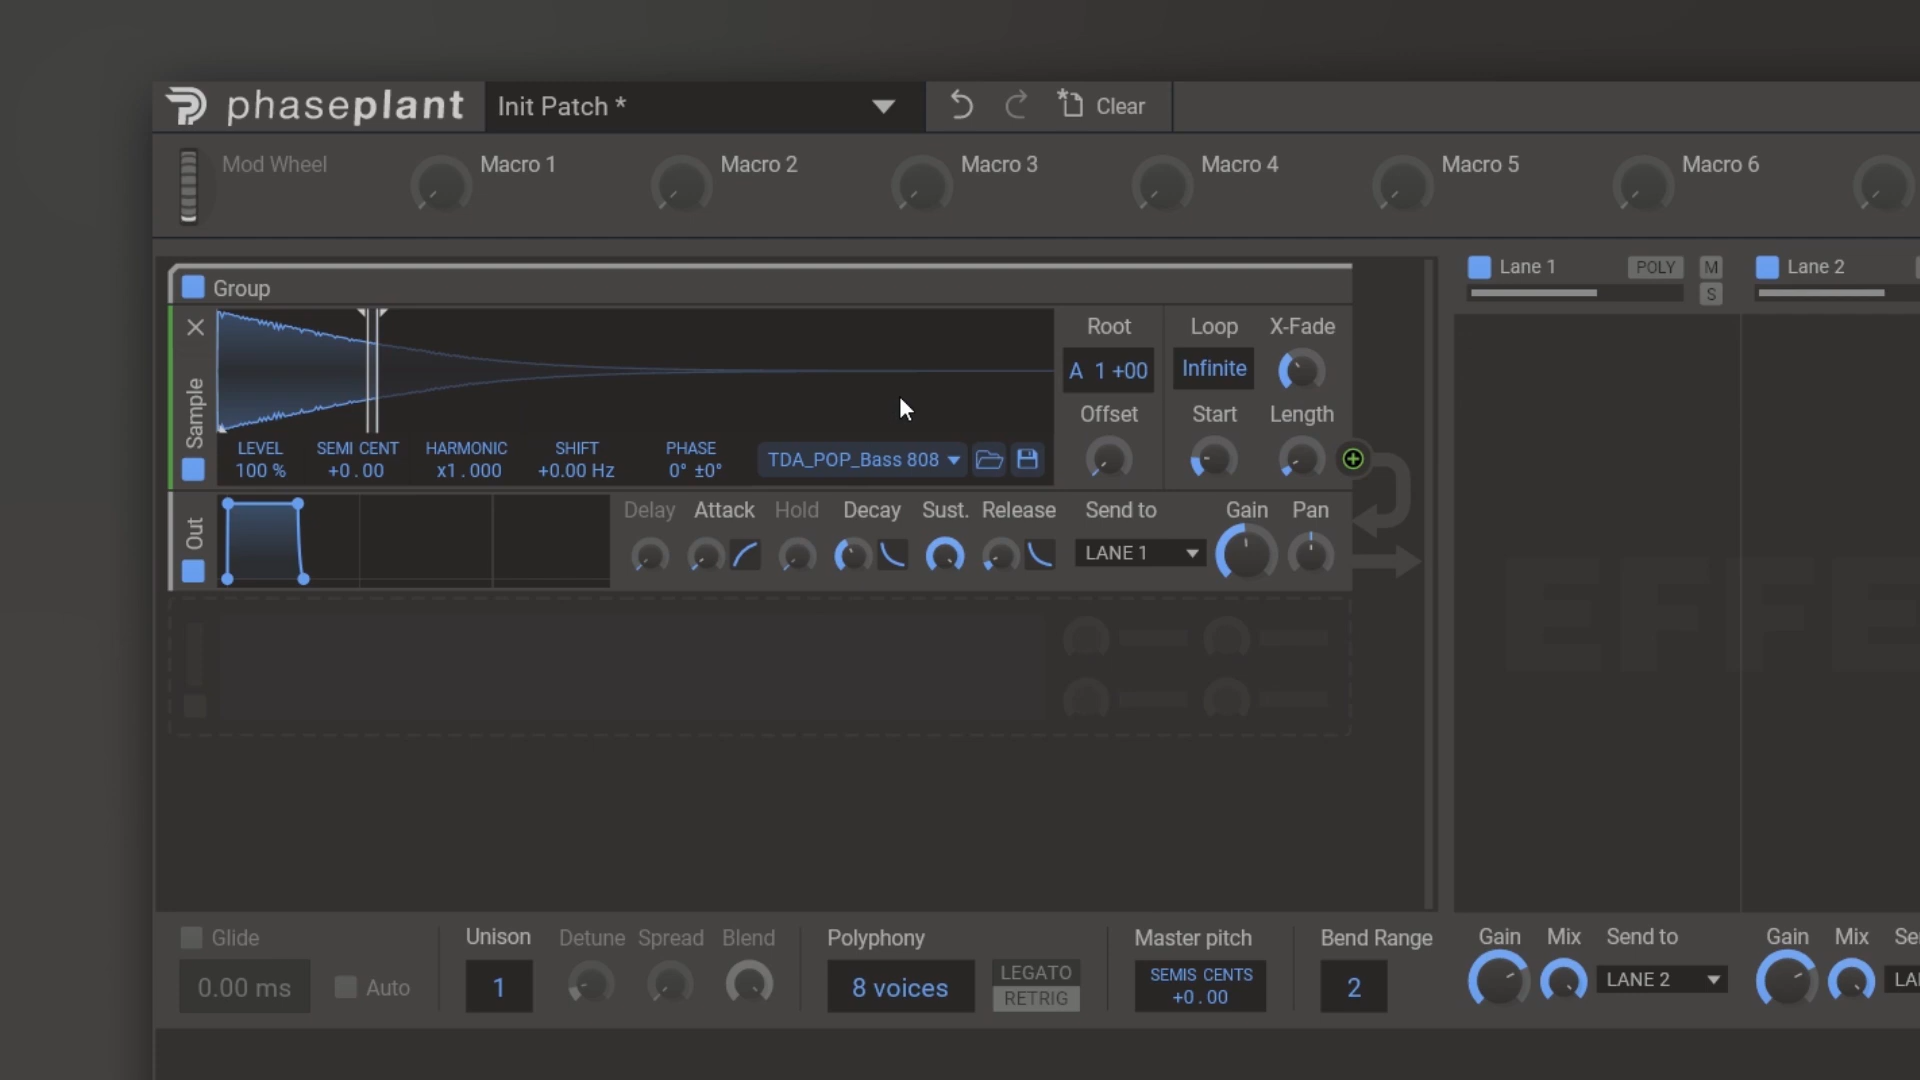 phaseplant
Init Patch *
Clear
Mod Wheel
Macro 1
Macro 2
Macro 3
Macro 4
Macro 5
Macro 6
Group
Lane 1
POLY
M
S
Lane 2
Sample
LEVEL
100 %
SEMI CENT
+0.00
HARMONIC
x1.000
SHIFT
+0.00 Hz
PHASE
0° ±0°
TDA_POP_Bass 808
Root
A 1 +00
Offset
Loop
Infinite
X-Fade
Start
Length
Out
Delay
Attack
Hold
Decay
Sust.
Release
Send to
LANE 1
Gain
Pan
EFFE
Glide
0.00 ms
Auto
Unison
1
Detune
Spread
Blend
Polyphony
8 voices
LEGATO
RETRIG
Master pitch
SEMIS CENTS
+0.00
Bend Range
2
Gain
Mix
Send to
LANE 2
Gain
Mix